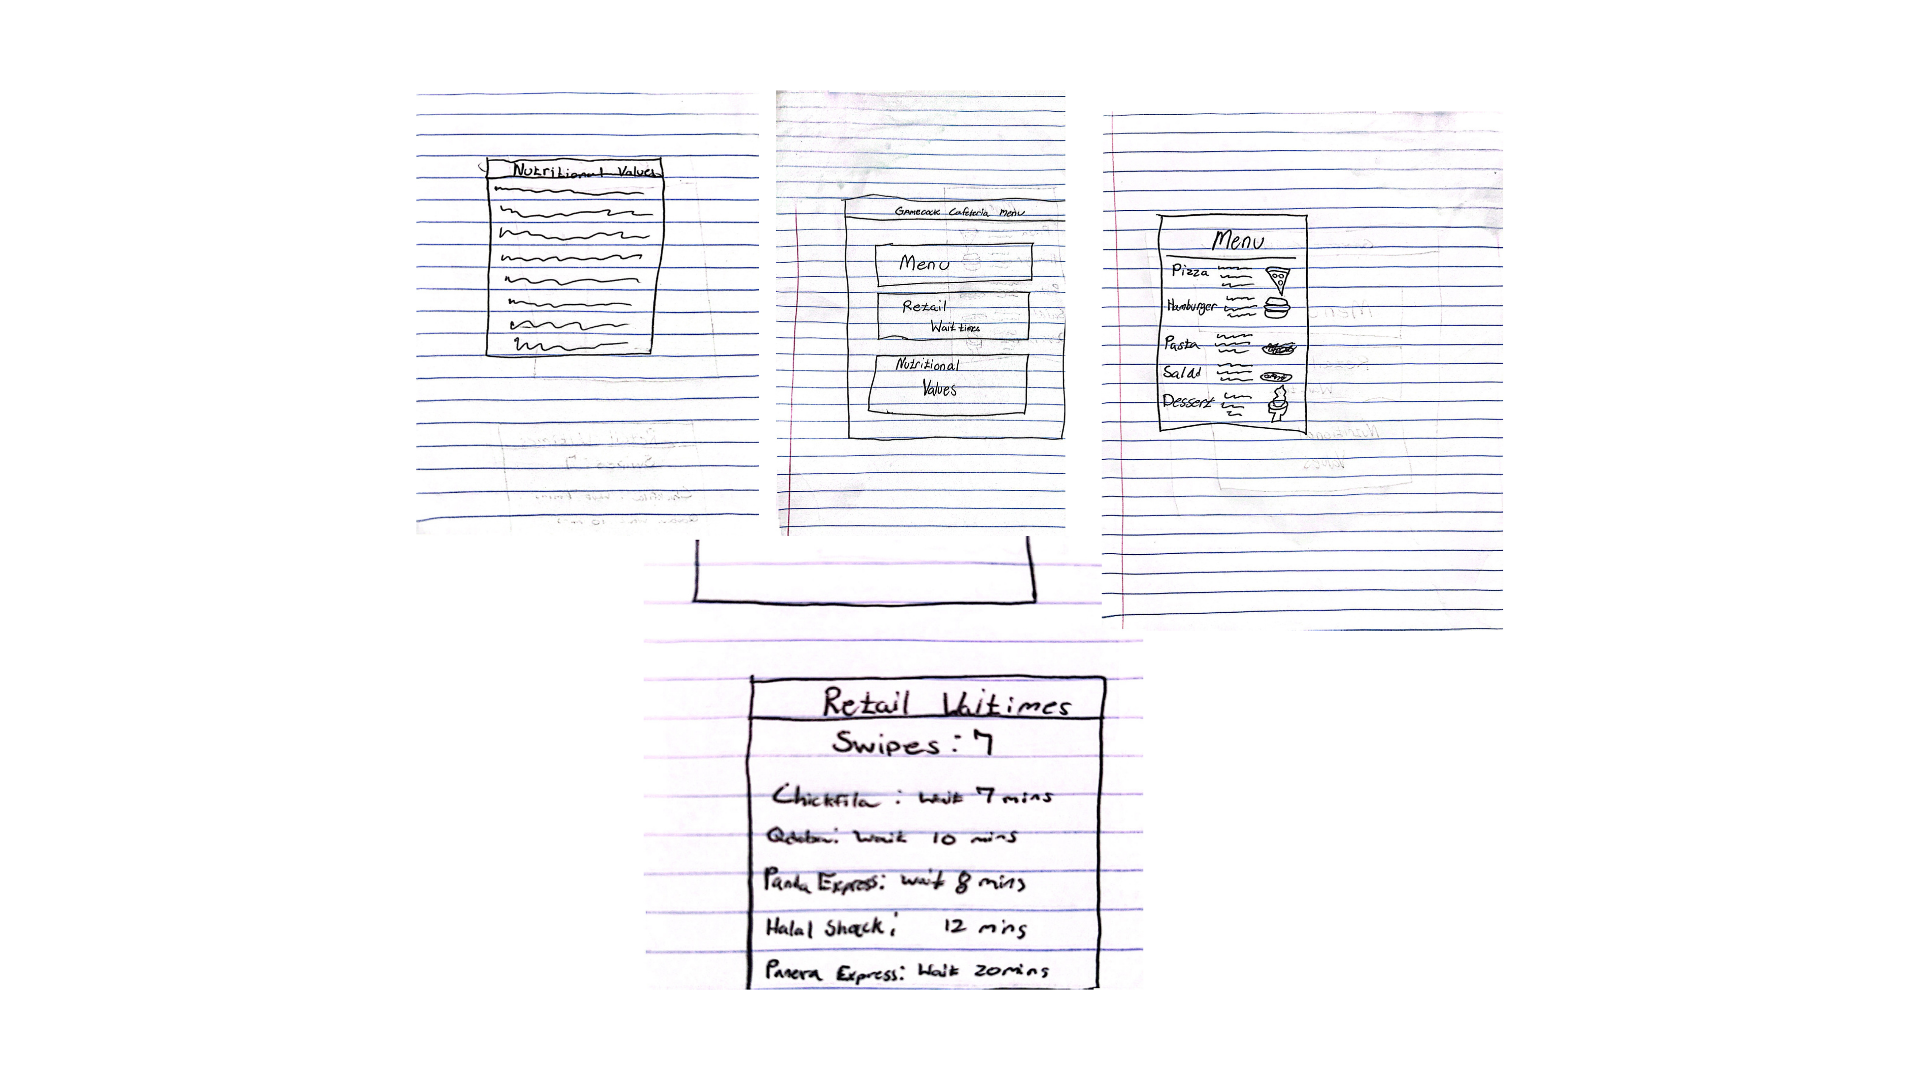 Nutritional Values
Gamecock Cafeteria Menu
Menu
Retail
Wait times
Nutritional
Values
Menu
Pizza
Hamburger
Pasta
Salad
Dessert
Retail Waitimes
Swipes: 7
Chickfila: Wait 7 mins
Qdoba: Wait 10 mins
Panda Express: Wait 8 mins
Halal Shack: 12 mins
Panera Express: Wait 20 mins